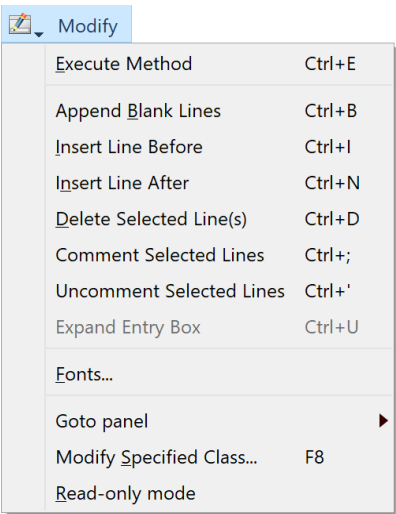 Modify
Execute Method Ctrl+E
Append Blank Lines Ctrl+B
Insert Line Before Ctrl+I
Insert Line After Ctrl+N
Delete Selected Line(s) Ctrl+D
Comment Selected Lines Ctrl+;
Uncomment Selected Lines Ctrl+'
Expand Entry Box Ctrl+U
Fonts...
Goto panel
Modify Specified Class... F8
Read-only mode